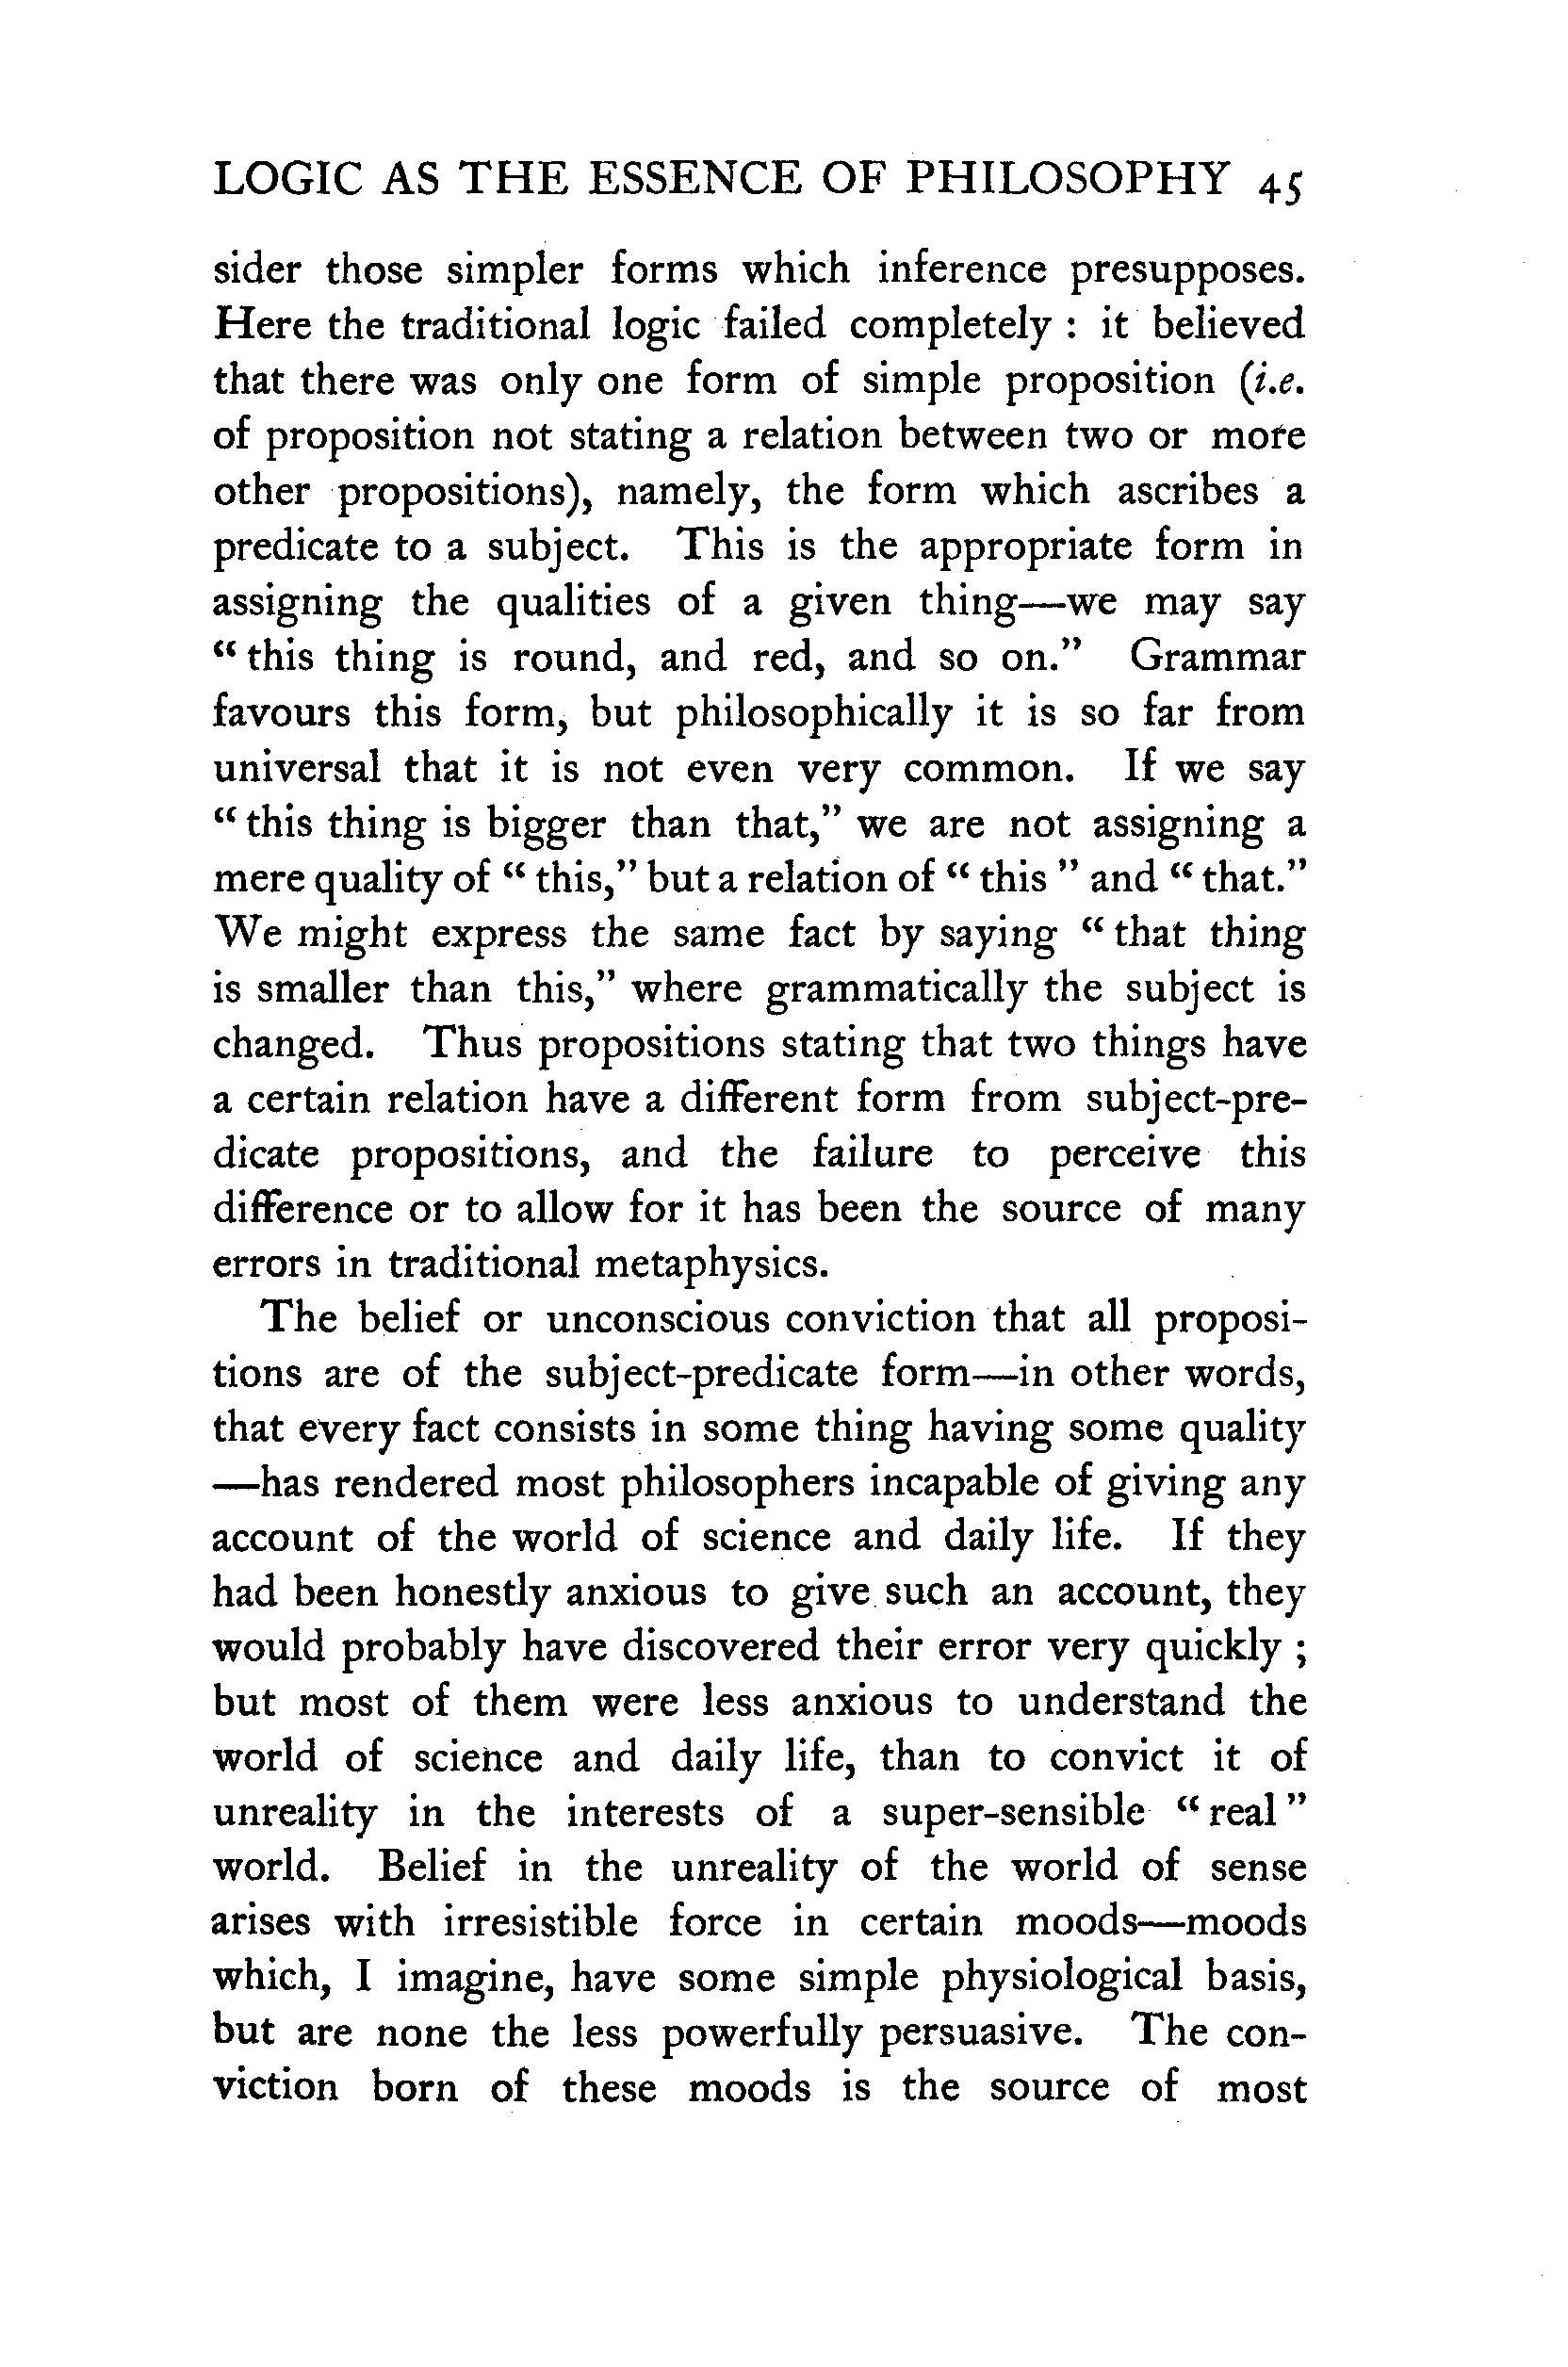 LOGIC AS THE ESSENCE OF PHILOSOPHY 45
sider those simpler forms which inference presupposes.
Here the traditional logic failed completely : it believed
that there was only one form of simple proposition (i.e.
of proposition not stating a relation between two or more
other propositions), namely, the form which ascribes a
predicate to a subject. This is the appropriate form in
assigning the qualities of a given thing—we may say
“ this thing is round, and red, and so on.” Grammar
favours this form, but philosophically it is so far from
universal that it is not even very common. If we say
“ this thing is bigger than that,” we are not assigning a
mere quality of “ this,” but a relation of “ this ” and “ that.”
We might express the same fact by saying “ that thing
is smaller than this,” where grammatically the subject is
changed. Thus propositions stating that two things have
a certain relation have a different form from subject-pre-
dicate propositions, and the failure to perceive this
difference or to allow for it has been the source of many
errors in traditional metaphysics.
The belief or unconscious conviction that all proposi-
tions are of the subject-predicate form—in other words,
that every fact consists in some thing having some quality
—has rendered most philosophers incapable of giving any
account of the world of science and daily life. If they
had been honestly anxious to give such an account, they
would probably have discovered their error very quickly ;
but most of them were less anxious to understand the
world of science and daily life, than to convict it of
unreality in the interests of a super-sensible “ real ”
world. Belief in the unreality of the world of sense
arises with irresistible force in certain moods—moods
which, I imagine, have some simple physiological basis,
but are none the less powerfully persuasive. The con-
viction born of these moods is the source of most